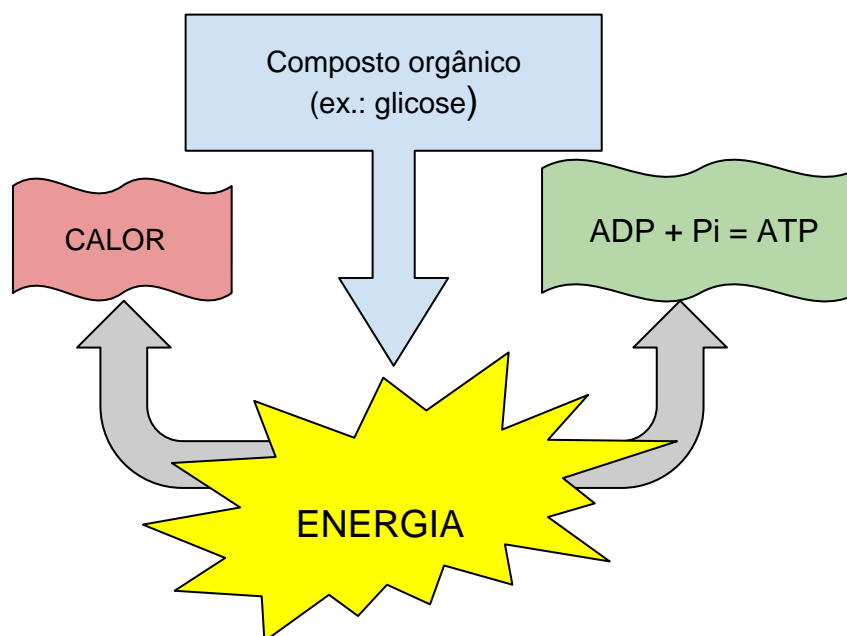 Composto orgânico
(ex.: glicose)
CALOR
ADP + Pi = ATP
ENERGIA